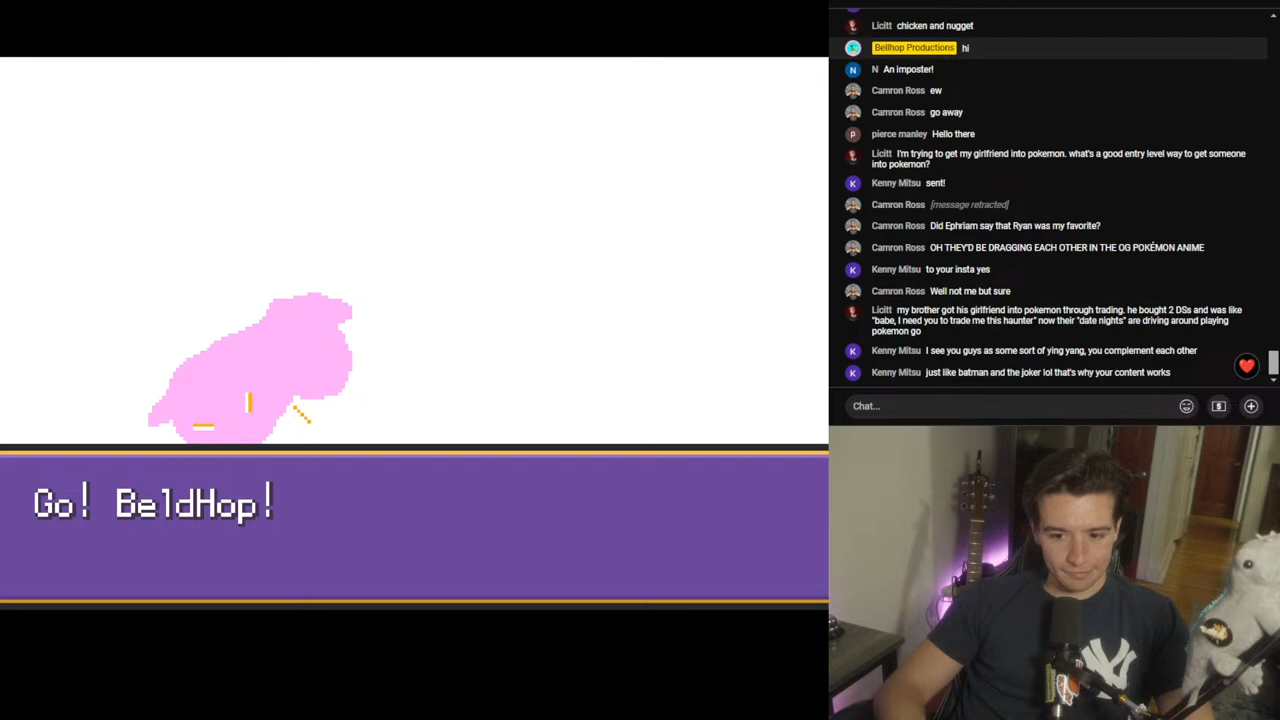 Licitt chicken and nugget
Bellhop Productions hi
N N An imposter!
Camron Ross ew
Camron Ross go away
P pierce manley Hello there
Licitt I'm trying to get my girlfriend into pokemon. what's a good entry level way to get someone
into pokemon?
K Kenny Mitsu sent!
Camron Ross [message retracted]
Camron Ross Did Ephriam say that Ryan was my favorite?
Camron Ross OH THEY'D BE DRAGGING EACH OTHER IN THE OG POKÉMON ANIME
K Kenny Mitsu to your insta yes
Camron Ross Well not me but sure
Licitt my brother got his girlfriend into pokemon through trading. he bought 2 DSs and was like
"babe, I need you to trade me this haunter" now their "date nights" are driving around playing
pokemon go
K Kenny Mitsu I see you guys as some sort of ying yang, you complement each other
K Kenny Mitsu just like batman and the joker lol that's why your content works
Chat...
Go! BeldHop!